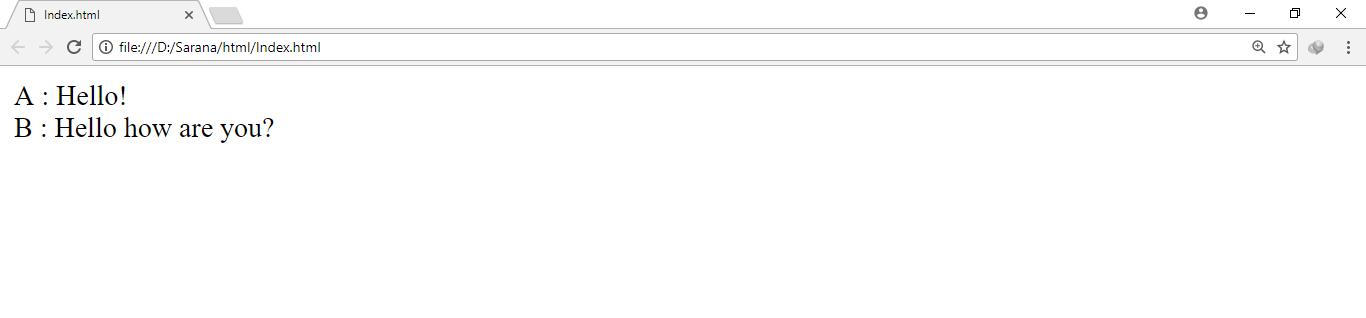 Index.html
file:///D:/Sarana/html/Index.html
A : Hello!
B : Hello how are you?